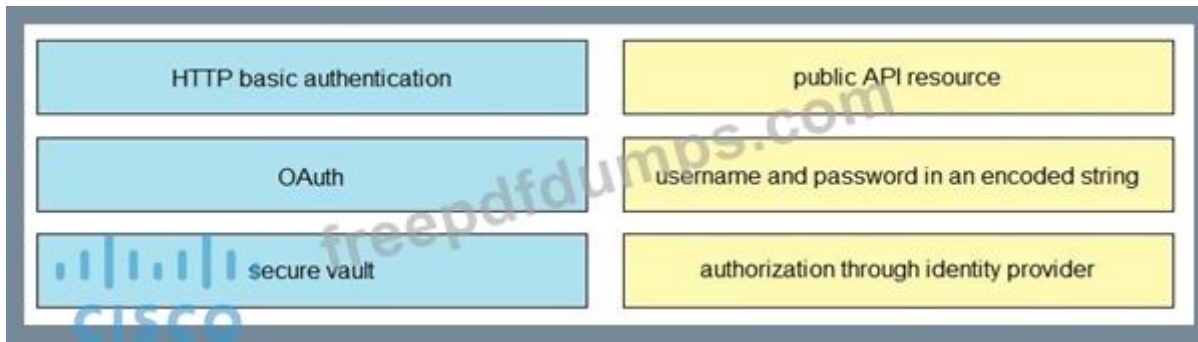 HTTP basic authentication
public API resource
OAuth
username and password in an encoded string
secure vault
authorization through identity provider
freepdfdumps.com
CISCO